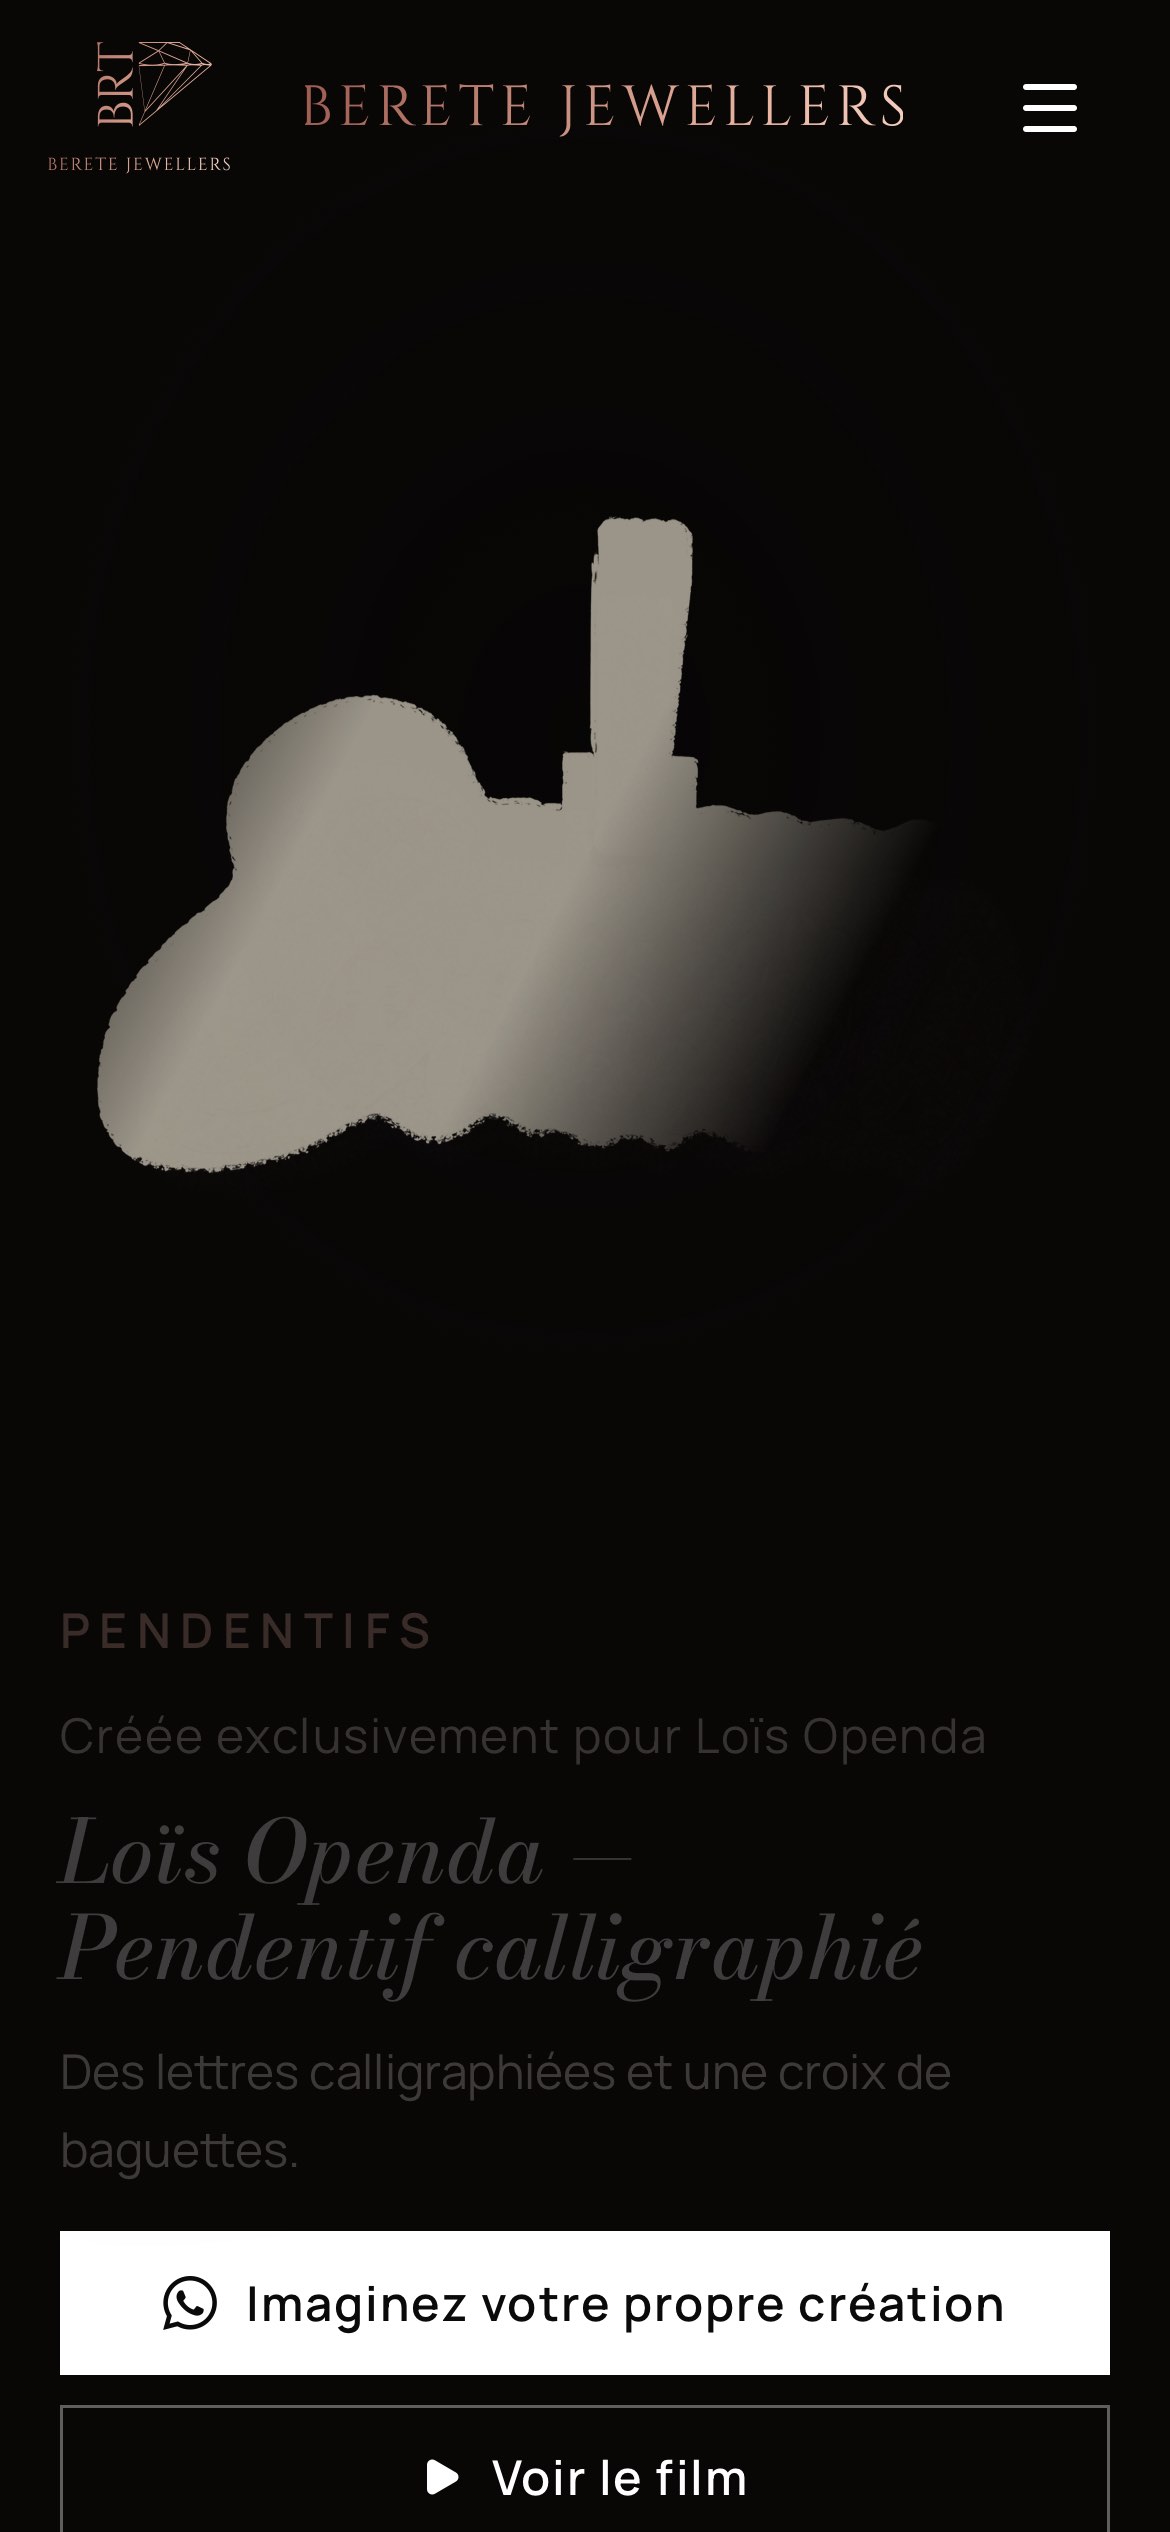 BRT
BERETE JEWELLERS
BERETE JEWELLERS
PENDENTIFS
Créée exclusivement pour Loïs Openda
Loïs Openda —
Pendentif calligraphié
Des lettres calligraphiées et une croix de
baguettes.
Imaginez votre propre création
Voir le film